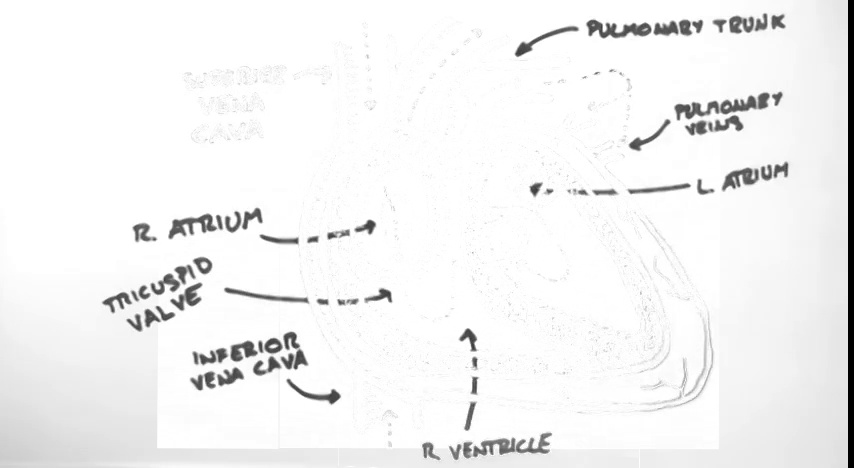 PULMONARY TRUNK
SUPERIOR
VENA
CAVA
PULMONARY
VEINS
L. ATRIUM
R. ATRIUM
TRICUSPID
VALVE
INFERIOR
VENA CAVA
R VENTRICLE